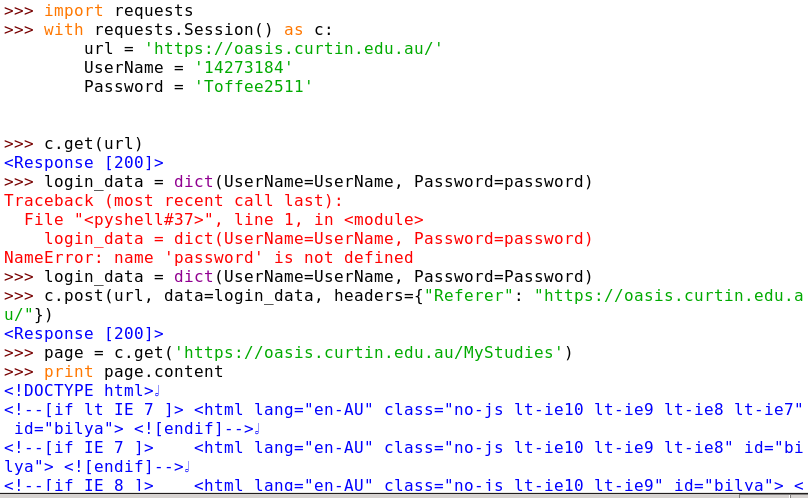 >>> import requests
>>> with requests.Session() as c:
        url = 'https://oasis.curtin.edu.au/'
        UserName = '14273184'
        Password = 'Toffee2511'
>>> c.get(url)
<Response [200]>
>>> login_data = dict(UserName=UserName, Password=password)
Traceback (most recent call last):
  File "<pyshell#37>", line 1, in <module>
    login_data = dict(UserName=UserName, Password=password)
NameError: name 'password' is not defined
>>> login_data = dict(UserName=UserName, Password=Password)
>>> c.post(url, data=login_data, headers={"Referer": "https://oasis.curtin.edu.a
u/"})
<Response [200]>
>>> page = c.get('https://oasis.curtin.edu.au/MyStudies')
>>> print page.content
<!DOCTYPE html>
<!--[if lt IE 7 ]> <html lang="en-AU" class="no-js lt-ie10 lt-ie9 lt-ie8 lt-ie7"
 id="bilya"> <![endif]-->
<!--[if IE 7 ]>    <html lang="en-AU" class="no-js lt-ie10 lt-ie9 lt-ie8" id="bi
lya"> <![endif]-->
<!--[if IE 8 ]>    <html lang="en-AU" class="no-js lt-ie10 lt-ie9" id="bilya"> <